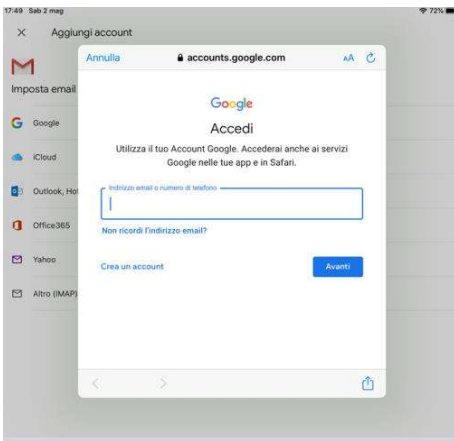 17:49 Sab 2 mag
72%
Aggiungi account
Annulla
accounts.google.com
AA
Imposta email
Google
Accedi
Utilizza il tuo Account Google. Accederai anche ai servizi
Google nelle tue app e in Safari.
Google
iCloud
Outlook, Hot
Office365
Yahoo
Altro (IMAP)
Indirizzo email o numero di telefono
Non ricordi l'indirizzo email?
Crea un account
Avanti